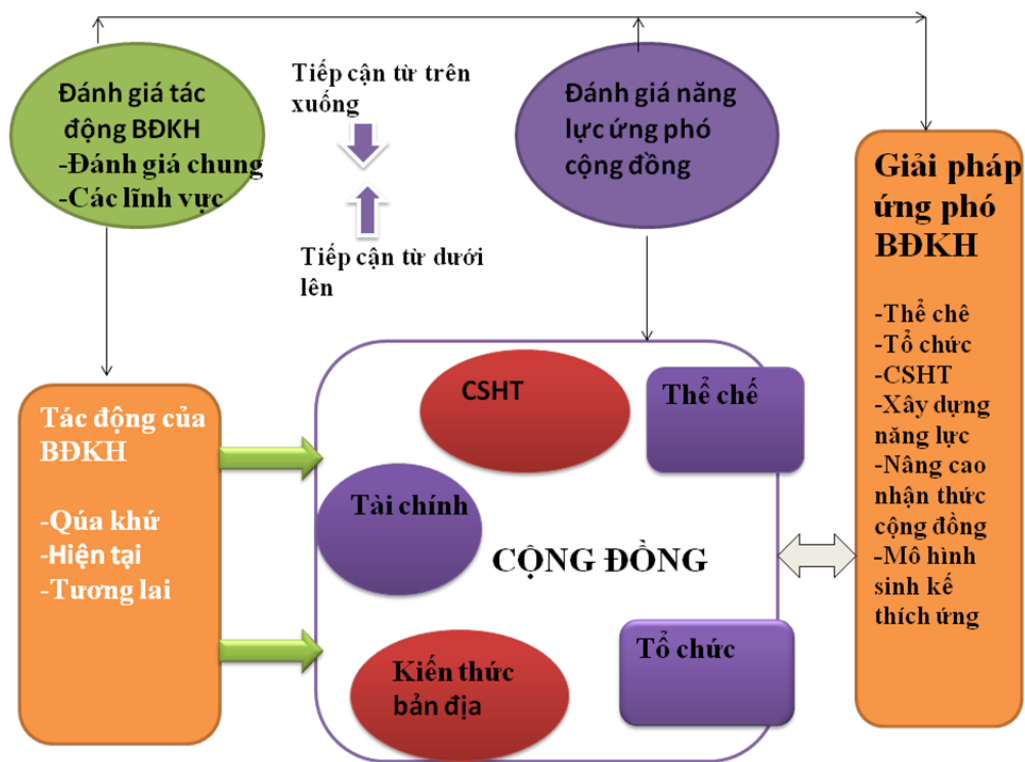 Đánh giá tác
động BĐKH
-Đánh giá chung
-Các lĩnh vực
Tiếp cận từ trên
xuống
Tiếp cận từ dưới
lên
Đánh giá năng
lực ứng phó
cộng đồng
Giải pháp
ứng phó
BĐKH
-Thể chê
-Tổ chức
-CSHT
-Xây dựng
năng lực
-Nâng cao
nhận thức
cộng đồng
-Mô hình
sinh kế
thích ứng
Tác động của
BĐKH
-Qúa khứ
-Hiện tại
-Tương lai
CSHT
Thể chế
Tài chính
CỘNG ĐỒNG
Kiến thức
bản địa
Tổ chức